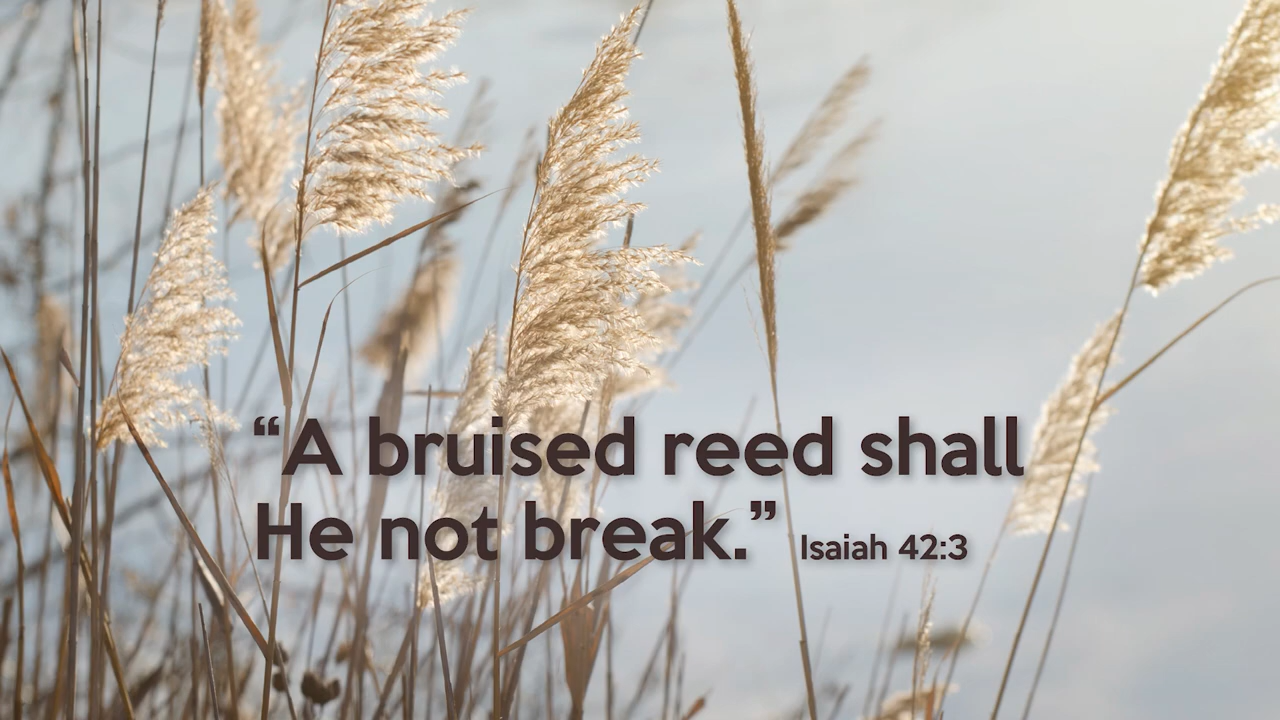 “A bruised reed shall
He not break.” Isaiah 42:3